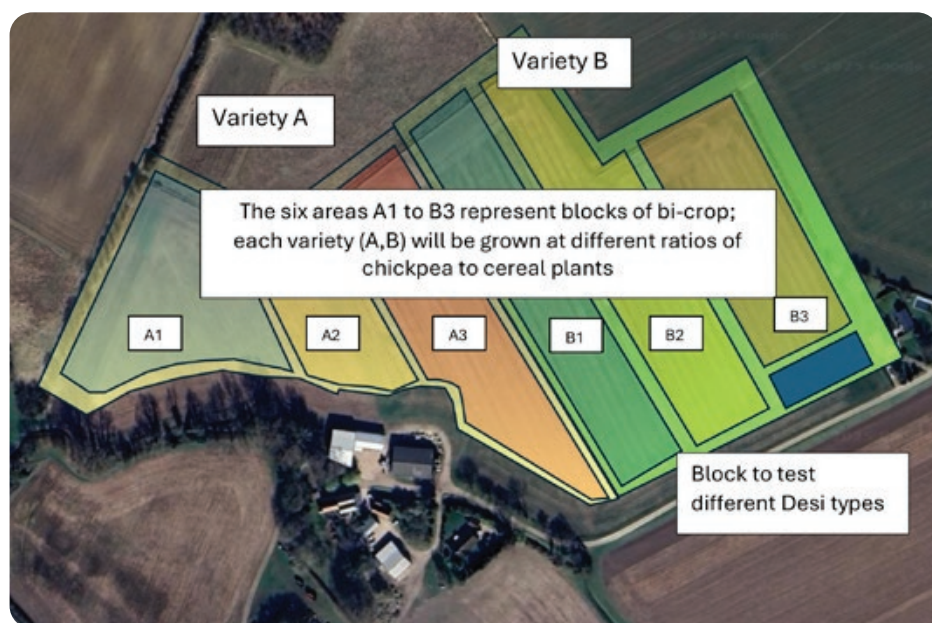 Variety B
Variety A
The six areas A1 to B3 represent blocks of bi-crop;
each variety (A,B) will be grown at different ratios of
chickpea to cereal plants
A1
A2
A3
B1
B2
B3
Block to test
different Desi types